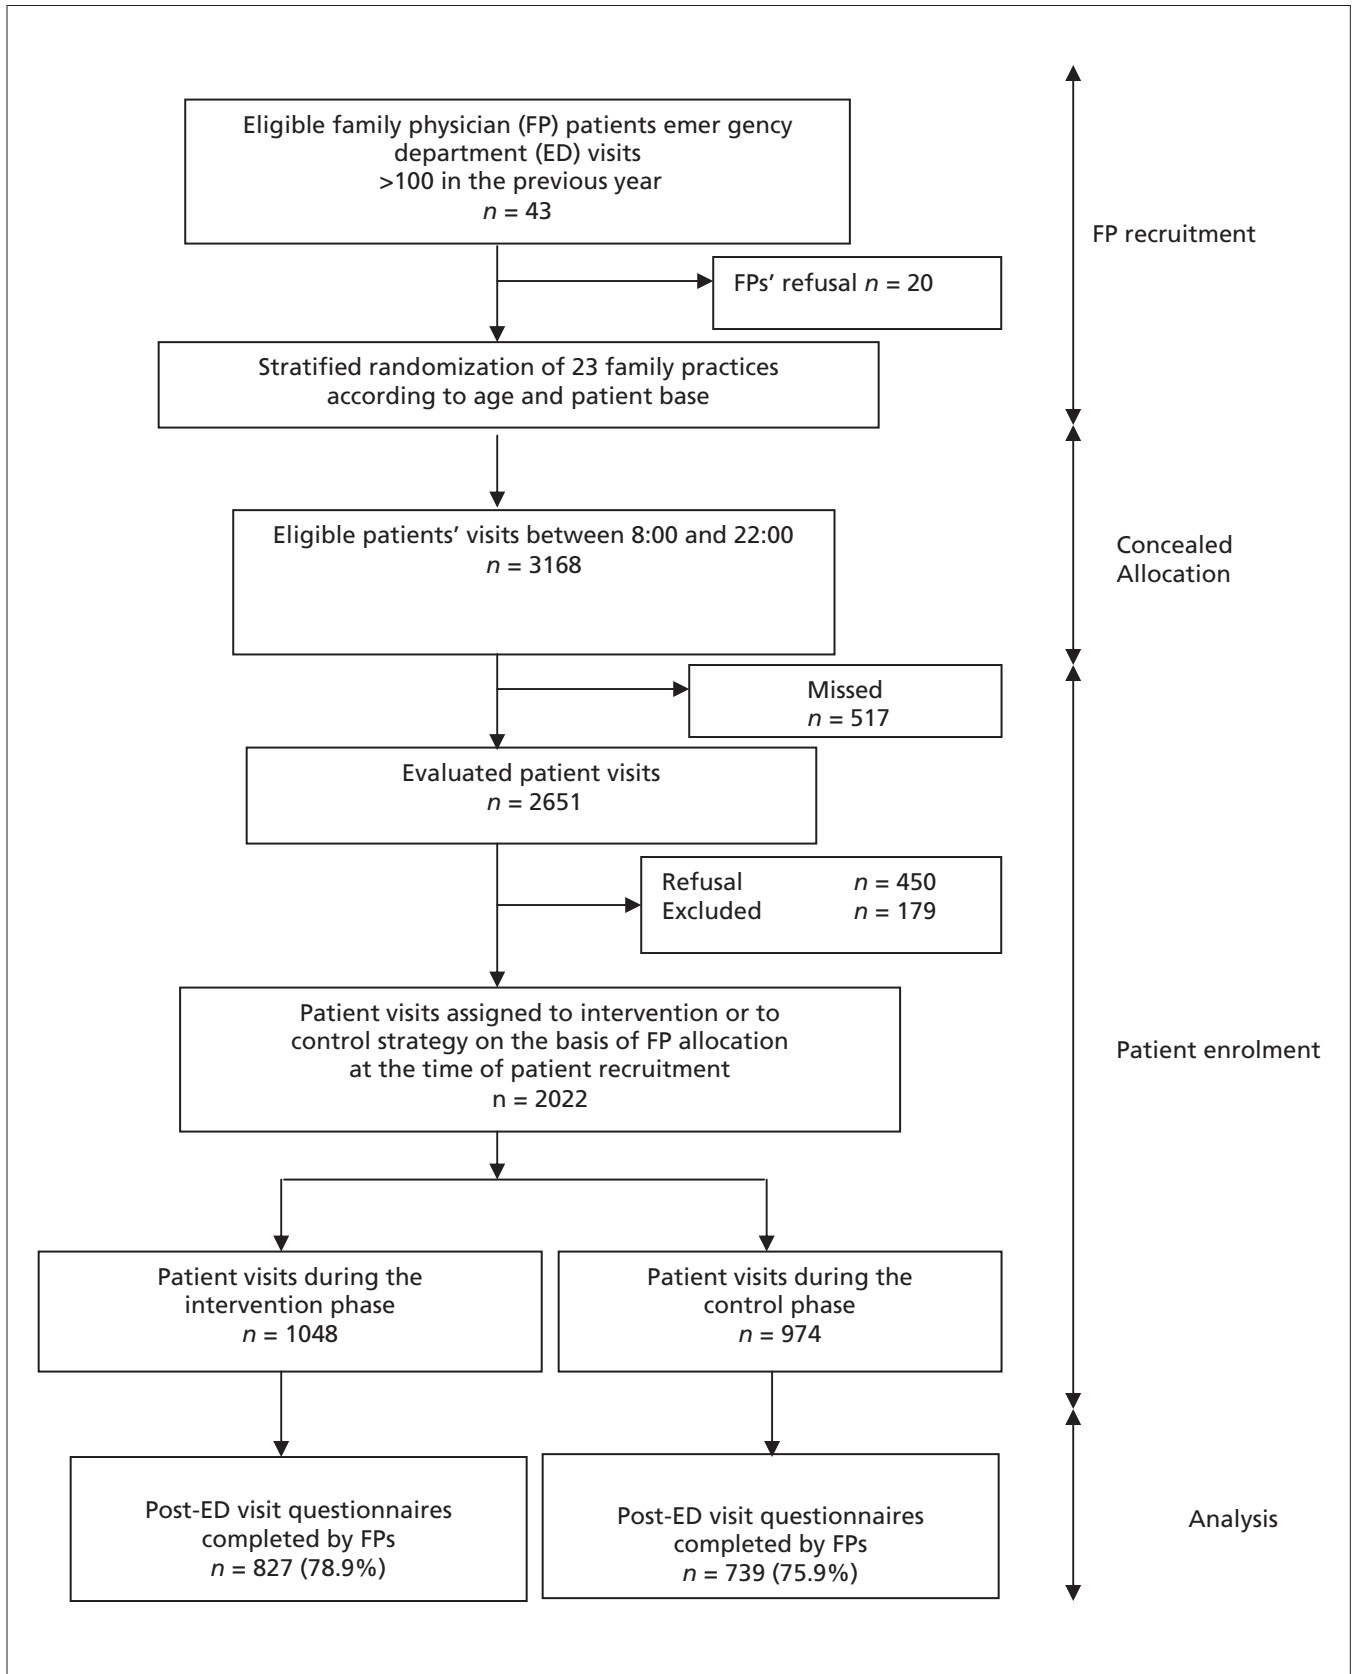 Eligible family physician (FP) patients emer gency
department (ED) visits
>100 in the previous year
n = 43
FP recruitment
FPs’ refusal n = 20
Stratified randomization of 23 family practices
according to age and patient base
Eligible patients’ visits between 8:00 and 22:00
n = 3168
Concealed
Allocation
Missed
n = 517
Evaluated patient visits
n = 2651
Refusal n = 450
Excluded n = 179
Patient visits assigned to intervention or to
control strategy on the basis of FP allocation
at the time of patient recruitment
n = 2022
Patient enrolment
Patient visits during the
intervention phase
n = 1048
Patient visits during the
control phase
n = 974
Post-ED visit questionnaires
completed by FPs
n = 827 (78.9%)
Post-ED visit questionnaires
completed by FPs
n = 739 (75.9%)
Analysis